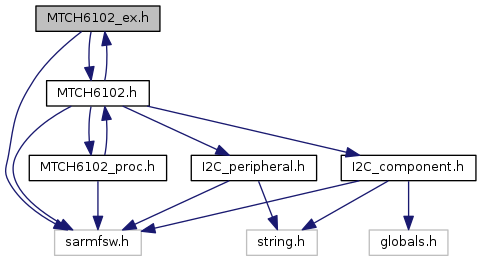 MTCH6102_ex.h
MTCH6102.h
MTCH6102_proc.h
I2C_peripheral.h
I2C_component.h
sarmfsw.h
string.h
globals.h